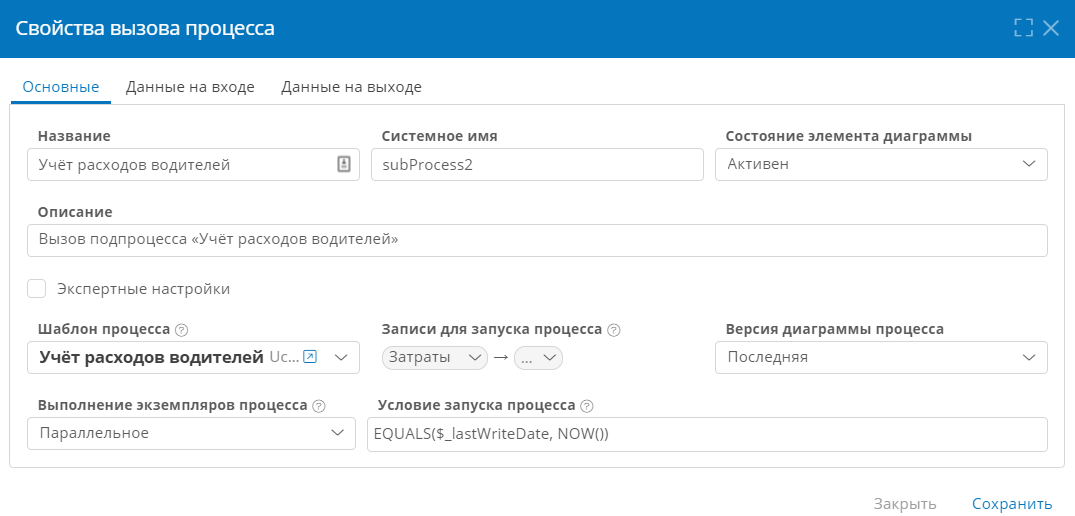 Свойства вызова процесса
Основные Данные на входе Данные на выходе
Название Системное имя Состояние элемента диаграммы
Учёт расходов водителей subProcess2 Активен
Описание
Вызов подпроцесса «Учёт расходов водителей»
Экспертные настройки
Шаблон процесса ? Записи для запуска процесса ? Версия диаграммы процесса
Учёт расходов водителей Uc... Затраты → ... Последняя
Выполнение экземпляров процесса ? Условие запуска процесса ?
Параллельное EQUALS($_lastWriteDate, NOW())
Закрыть Сохранить